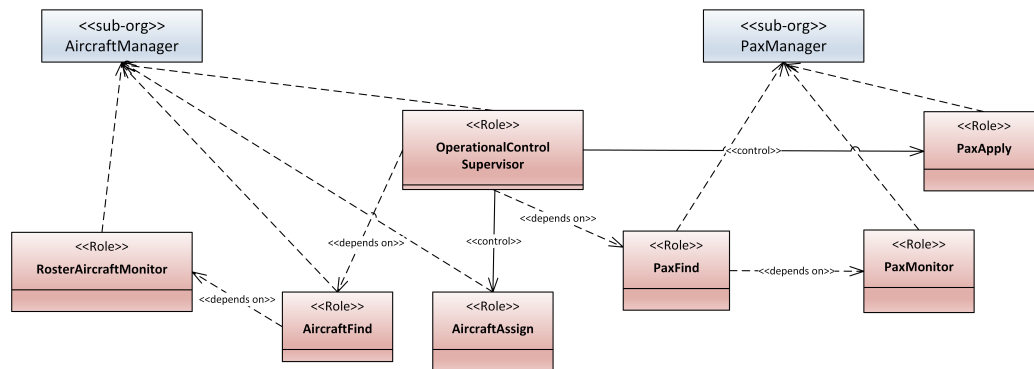 <<sub-org>>
AircraftManager
<<sub-org>>
PaxManager
<<Role>>
OperationalControl
Supervisor
<<Role>>
PaxApply
<<control>>
<<depends on>>
<<depends on>>
<<control>>
<<Role>>
RosterAircraftMonitor
<<Role>>
PaxFind
<<depends on>>
<<Role>>
PaxMonitor
<<depends on>>
<<Role>>
AircraftFind
<<Role>>
AircraftAssign